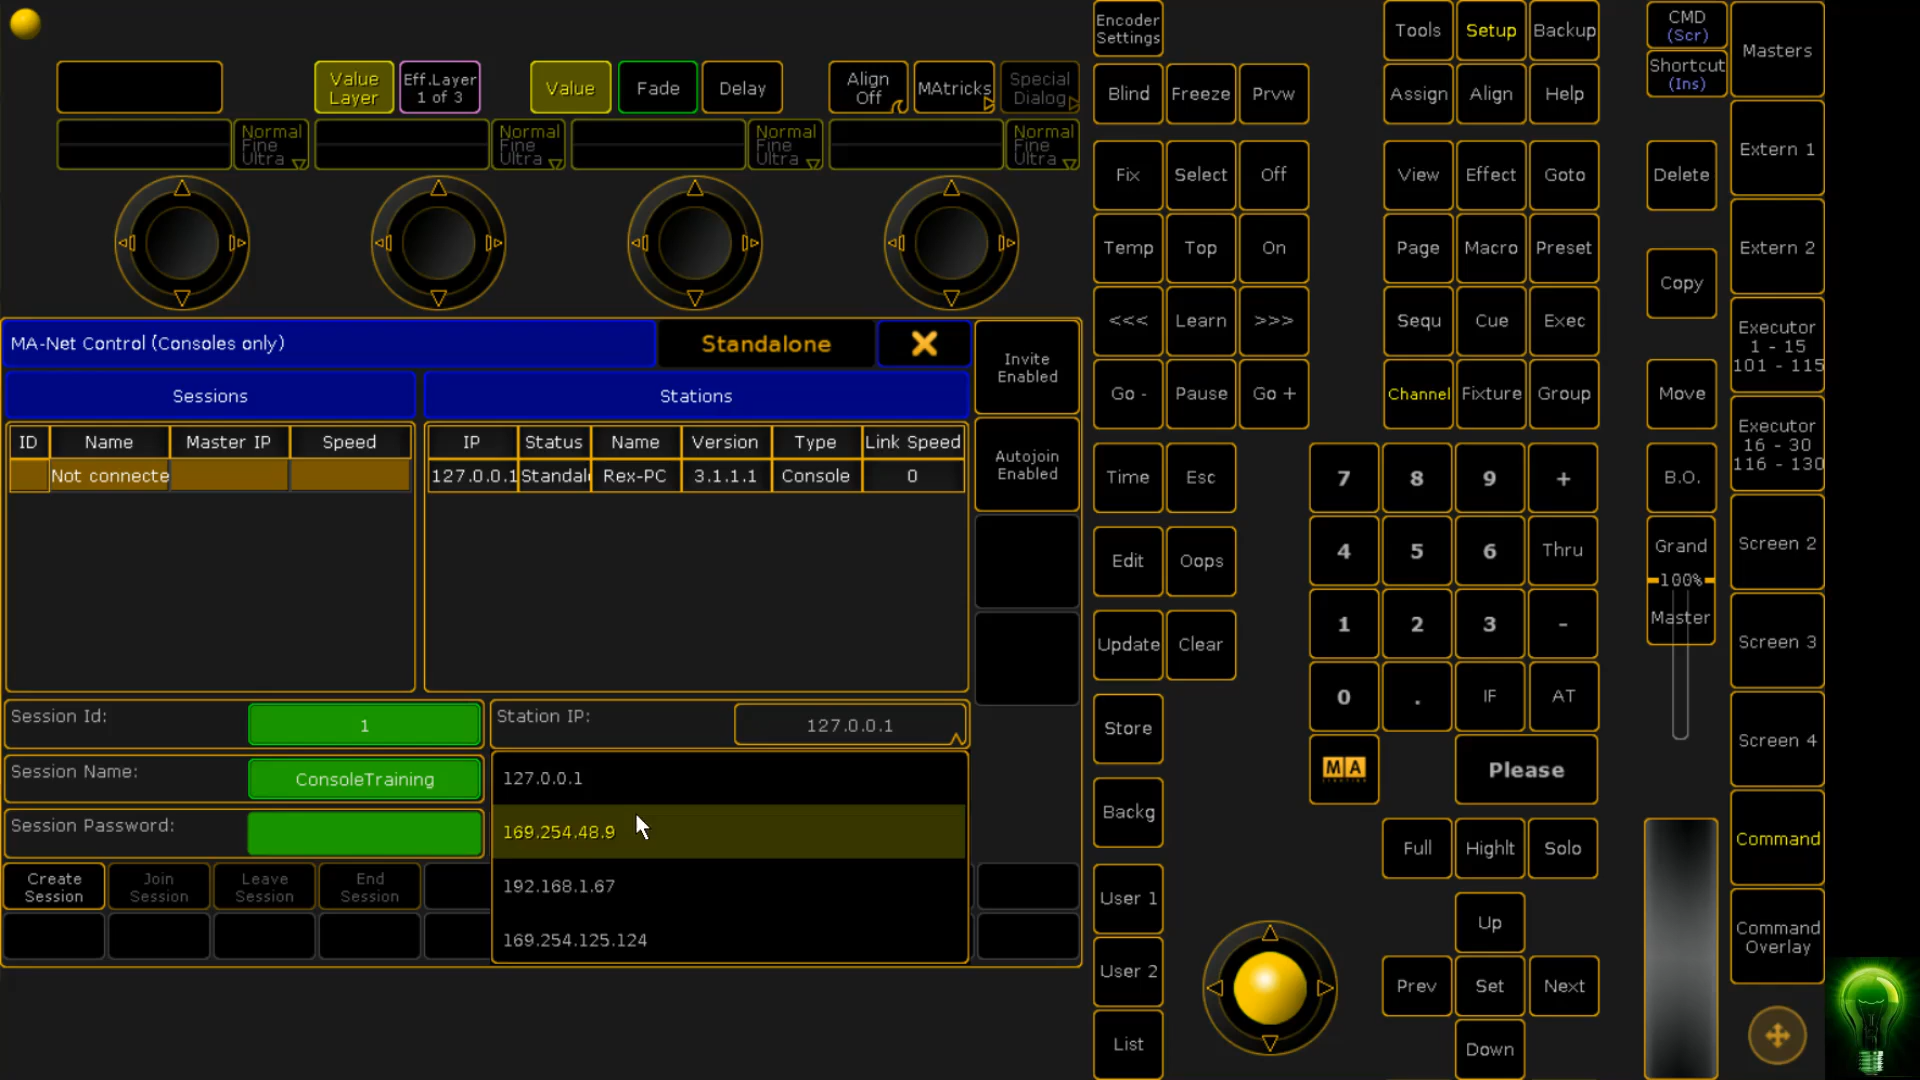 Encoder
Settings
Tools
Setup
Backup
CMD
(Scr)
Masters
Value
Layer
Eff.Layer
1 of 3
Value
Fade
Delay
Align
Off
MAtricks
Special
Dialog
Shortcut
(Ins)
Blind
Freeze
Prvw
Assign
Align
Help
Normal
Fine
Ultra
Normal
Fine
Ultra
Normal
Fine
Ultra
Normal
Fine
Ultra
Extern 1
Fix
Select
Off
View
Effect
Goto
Delete
Temp
Top
On
Page
Macro
Preset
Extern 2
Copy
<<<
Learn
>>>
Sequ
Cue
Exec
Executor
1 - 15
101 - 115
MA-Net Control (Consoles only)
Standalone
Invite
Enabled
Sessions
Stations
Go -
Pause
Go +
Channel
Fixture
Group
Move
ID
Name
Master IP
Speed
IP
Status
Name
Version
Type
Link Speed
Executor
16 - 30
116 - 130
Not connecte
127.0.0.1
Standal
Rex-PC
3.1.1.1
Console
0
Autojoin
Enabled
Time
Esc
7
8
9
+
B.O.
Edit
Oops
4
5
6
Thru
Grand
100%
Master
Screen 2
Update
Clear
1
2
3
-
Screen 3
Session Id:
1
Station IP:
127.0.0.1
Store
0
.
IF
AT
Screen 4
Session Name:
ConsoleTraining
127.0.0.1
MA
Please
Session Password:
169.254.48.9
Backg
Full
Highlt
Solo
Command
Create
Session
Join
Session
Leave
Session
End
Session
192.168.1.67
User 1
Up
Command
Overlay
169.254.125.124
User 2
Prev
Set
Next
List
Down